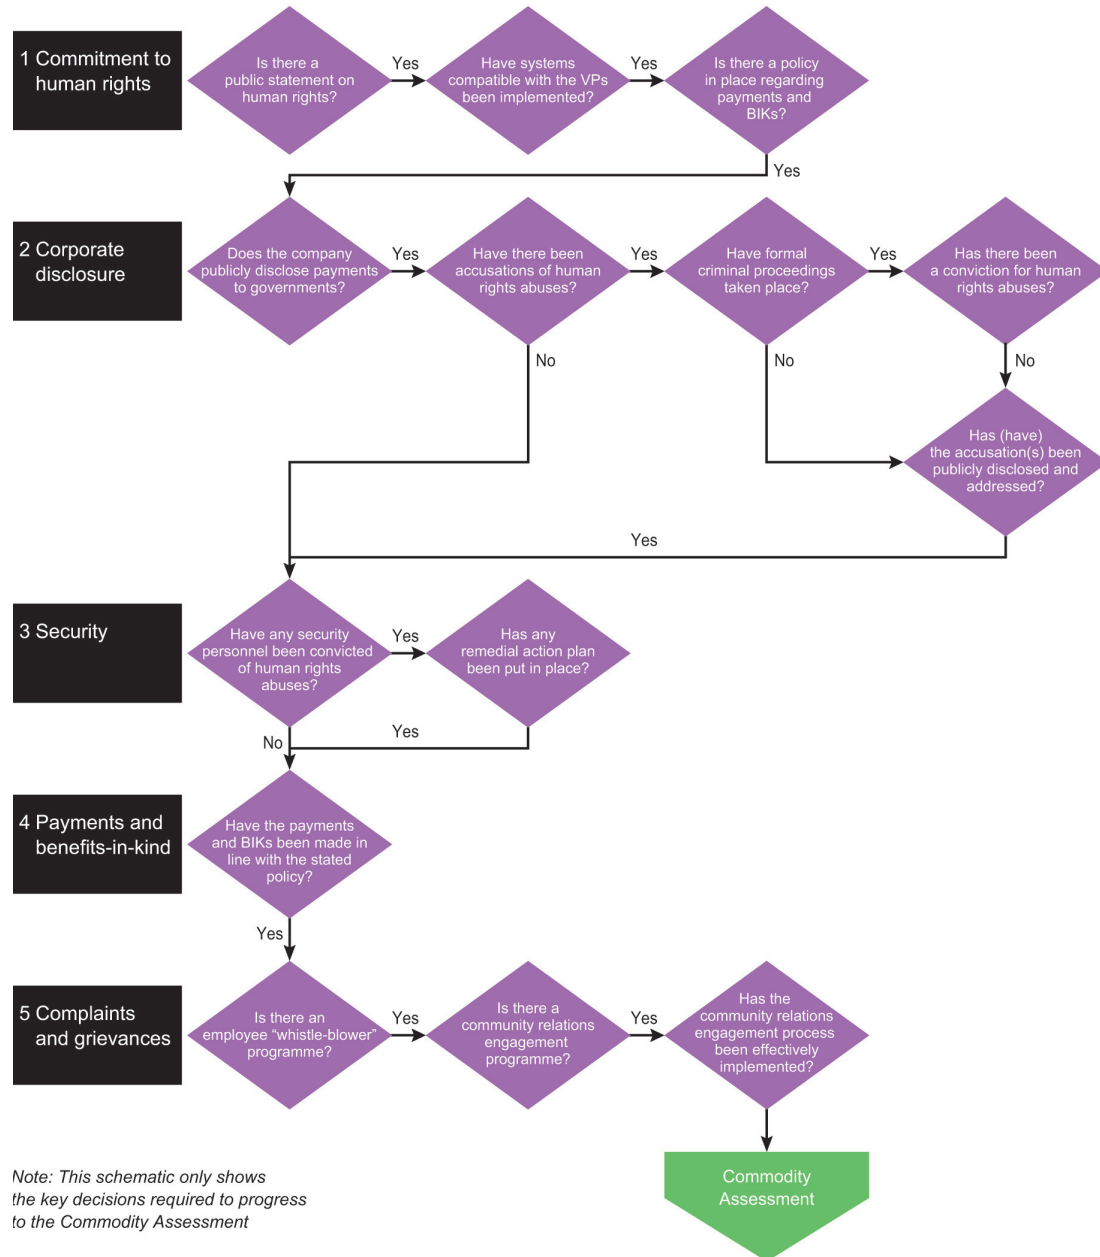 1 Commitment to
human rights
Is there a
public statement on
human rights?
Yes
Have systems
compatible with the VPs
been implemented?
Yes
Is there a policy
in place regarding
payments and
BIKs?
Yes
2 Corporate
disclosure
Does the company
publicly disclose payments
to governments?
Yes
Have there been
accusations of human
rights abuses?
Yes
Have formal
criminal proceedings
taken place?
Yes
Has there been
a conviction for human
rights abuses?
No
No
No
Has (have)
the accusation(s) been
publicly disclosed and
addressed?
Yes
3 Security
Have any security
personnel been convicted
of human rights
abuses?
Yes
Has any
remedial action plan
been put in place?
No
Yes
4 Payments and
benefits-in-kind
Have the payments
and BIKs been made in
line with the stated
policy?
Yes
5 Complaints
and grievances
Is there an
employee “whistle-blower”
programme?
Yes
Is there a
community relations
engagement
programme?
Yes
Has the
community relations
engagement process
been effectively
implemented?
Commodity
Assessment
Note: This schematic only shows
the key decisions required to progress
to the Commodity Assessment